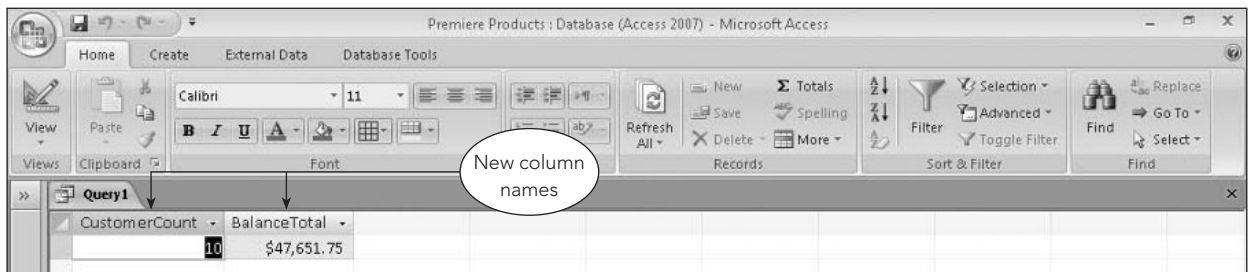 Premiere Products : Database (Access 2007) - Microsoft Access
Home Create External Data Database Tools
View
Views
Paste
Clipboard
Calibri 11
B I U A
Font
ab
Refresh
All
New
Save
Delete
Σ Totals
Spelling
More
Records
A
Z
Z
A
A
Z
Filter
Selection
Advanced
Toggle Filter
Sort & Filter
Find
Replace
Go To
Select
Find
New column
names
Query1
CustomerCount BalanceTotal
10 $47,651.75